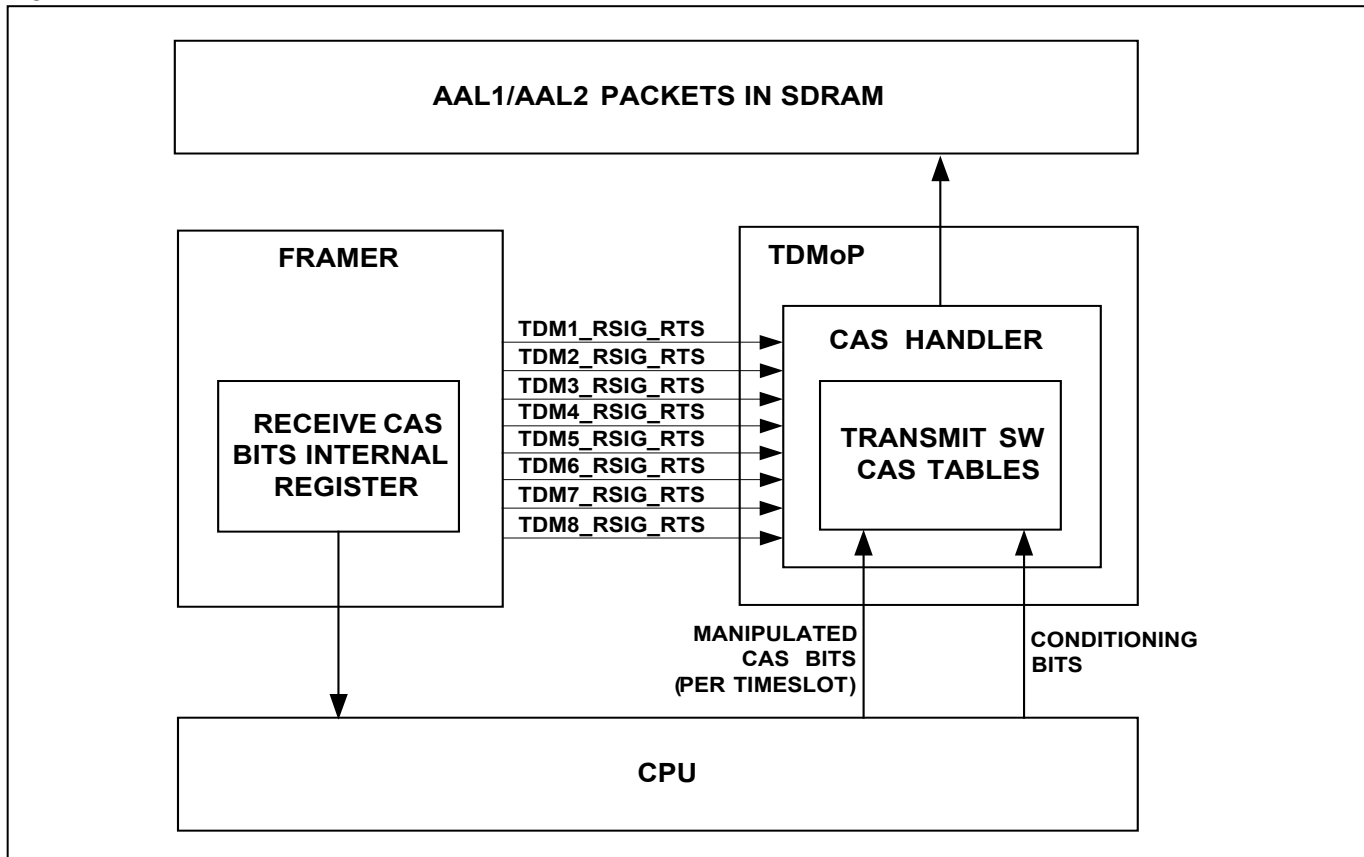 AAL1/AAL2 PACKETS IN SDRAM
FRAMER
RECEIVE CAS
BITS INTERNAL
REGISTER
TDM1_RSIG_RTS
TDM2_RSIG_RTS
TDM3_RSIG_RTS
TDM4_RSIG_RTS
TDM5_RSIG_RTS
TDM6_RSIG_RTS
TDM7_RSIG_RTS
TDM8_RSIG_RTS
TDMoP
CAS HANDLER
TRANSMIT SW
CAS TABLES
MANIPULATED
CAS BITS
(PER TIMESLOT)
CONDITIONING
BITS
CPU